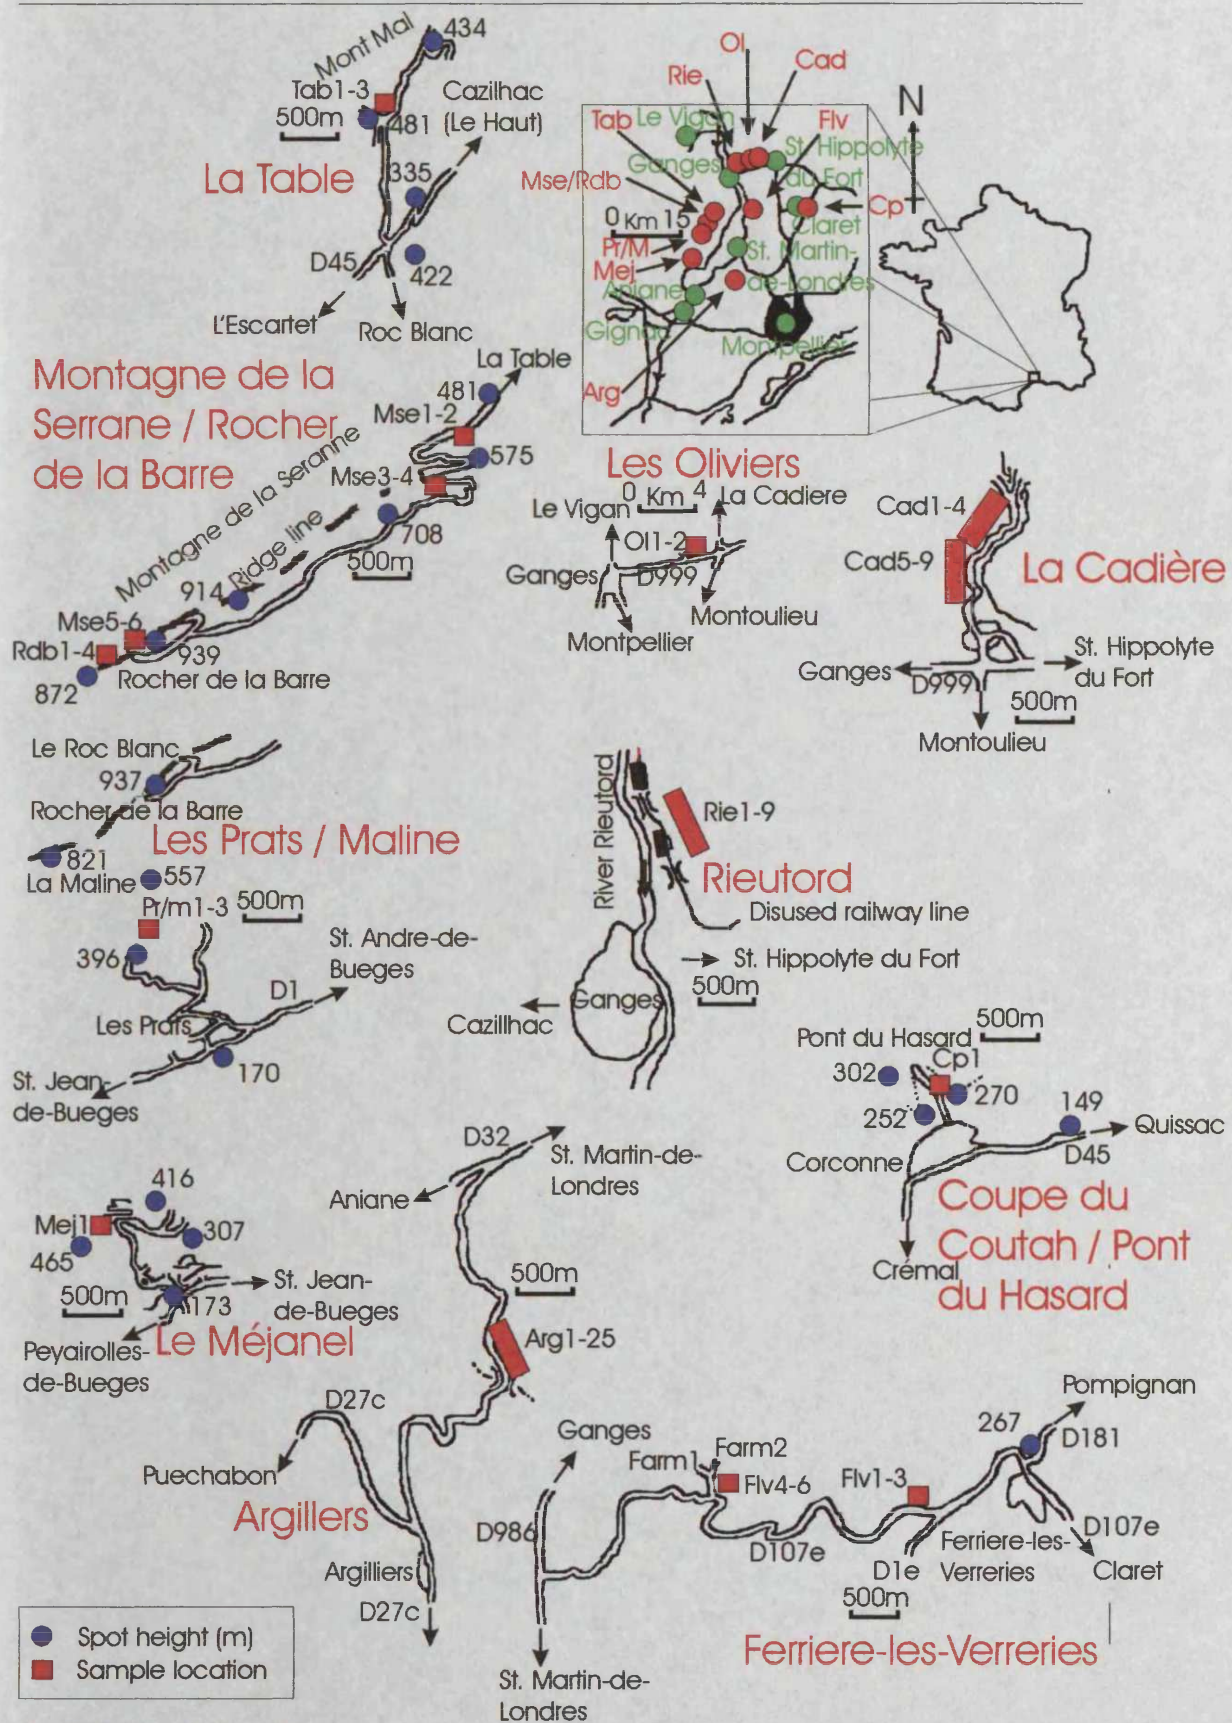 Mont Mal
434
Tab1-3
500m
481
Cazilhac
(Le Haut)
La Table
335
D45
422
L'Escartet
Roc Blanc
Ol
Rie
Cad
Tab
Le Vigan
Flv
Ganges
St. Hippolyte
du Fort
Mse/Rdb
0 Km 15
Cp
Claret
Pr/M
Mej
St. Martin-
de-Londres
Aniane
Gignac
Montpellier
Arg
N
Montagne de la
Serrane / Rocher
de la Barre
La Table
481
Mse1-2
575
Mse3-4
Montagne de la Seranne
Ridge line
708
500m
914
Mse5-6
Rdb1-4
939
872
Rocher de la Barre
Les Oliviers
Le Vigan
0 Km 4
La Cadiere
Ol1-2
Ganges
D999
Montoulieu
Montpellier
Cad1-4
Cad5-9
La Cadière
Ganges
D999
St. Hippolyte
du Fort
500m
Montoulieu
Le Roc Blanc
937
Rocher de la Barre
Les Prats / Maline
821
La Maline
557
Pr/m1-3
500m
396
St. Andre-de-
Bueges
D1
Les Prats
170
St. Jean-
de-Bueges
River Rieutord
Rie1-9
Rieutord
Disused railway line
St. Hippolyte du Fort
500m
Ganges
Cazillhac
Pont du Hasard
500m
Cp1
302
270
252
149
Quissac
D45
Corconne
Coupe du
Coutah / Pont
du Hasard
Crémal
416
Mej1
307
465
500m
St. Jean-
de-Bueges
173
Le Méjanel
Peyairolles-
de-Bueges
D32
St. Martin-de-
Londres
Aniane
500m
Arg1-25
D27c
Puechabon
Argillers
Argilliers
D27c
Ganges
Farm1
Farm2
Flv4-6
Flv1-3
267
Pompignan
D181
D986
D107e
D1e
Ferriere-les-
Verreries
D107e
Claret
500m
Ferriere-les-Verreries
St. Martin-de-
Londres
Spot height (m)
Sample location